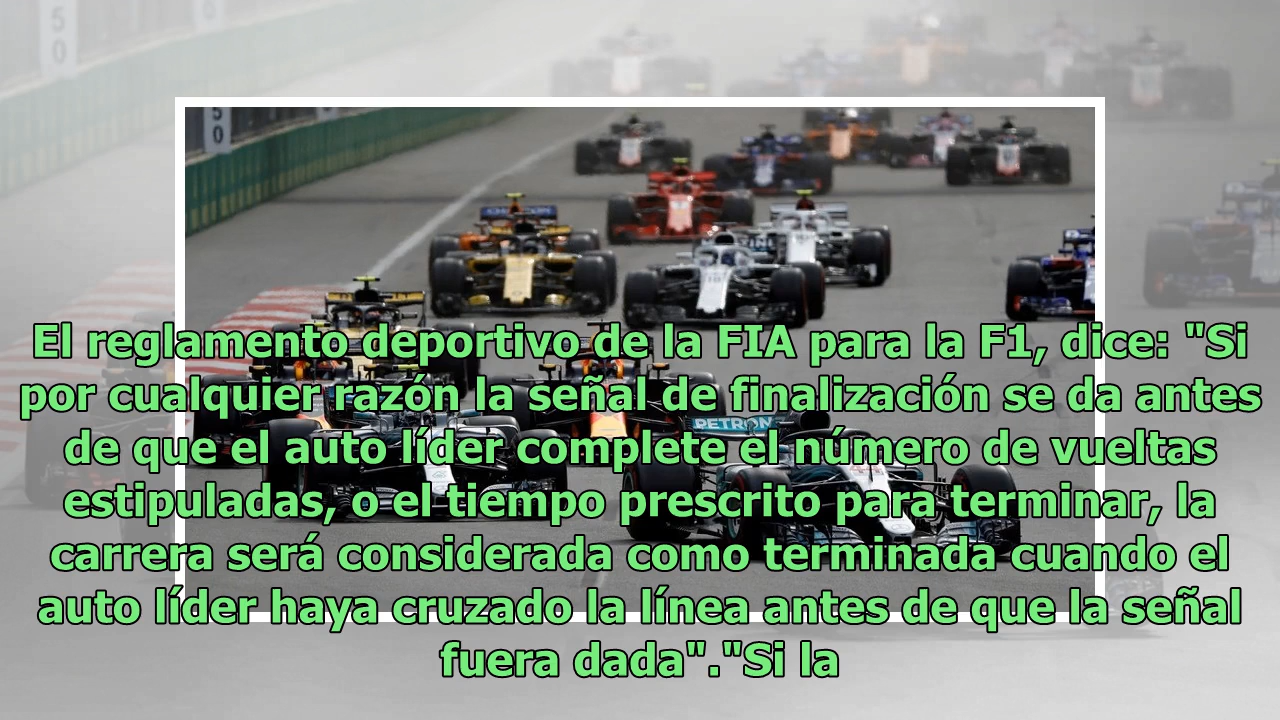 50
50
El reglamento deportivo de la FIA para la F1, dice: "Si
por cualquier razón la señal de finalización se da antes
de que el auto líder complete el número de vueltas
estipuladas, o el tiempo prescrito para terminar, la
carrera será considerada como terminada cuando el
auto líder haya cruzado la línea antes de que la señal
fuera dada"."Si la
PETRONAS